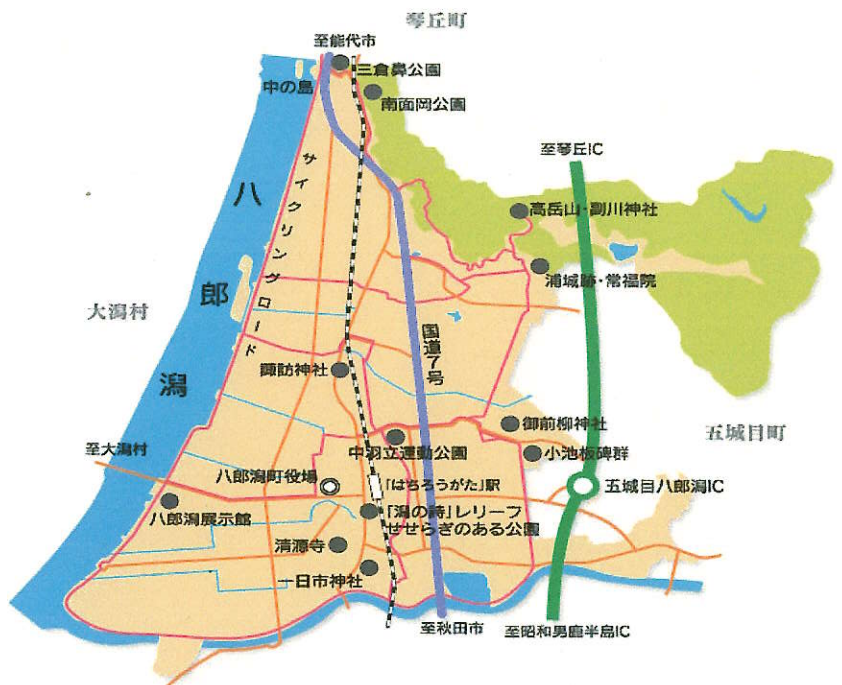 琴丘町
至能代市
三倉鼻公園
中の島
南面岡公園
至琴丘IC
サイクリングロード
高岳山・副川神社
八郎潟
浦城跡・常福院
大潟村
国道7号
諏訪神社
御前柳神社
五城目町
中羽立運動公園
小池板碑群
至大潟村
八郎潟町役場
「はちろうがた」駅
五城目八郎潟IC
八郎潟展示館
「潟の詩」レリーフ
せせらぎのある公園
清源寺
一日市神社
至秋田市
至昭和男鹿半島IC